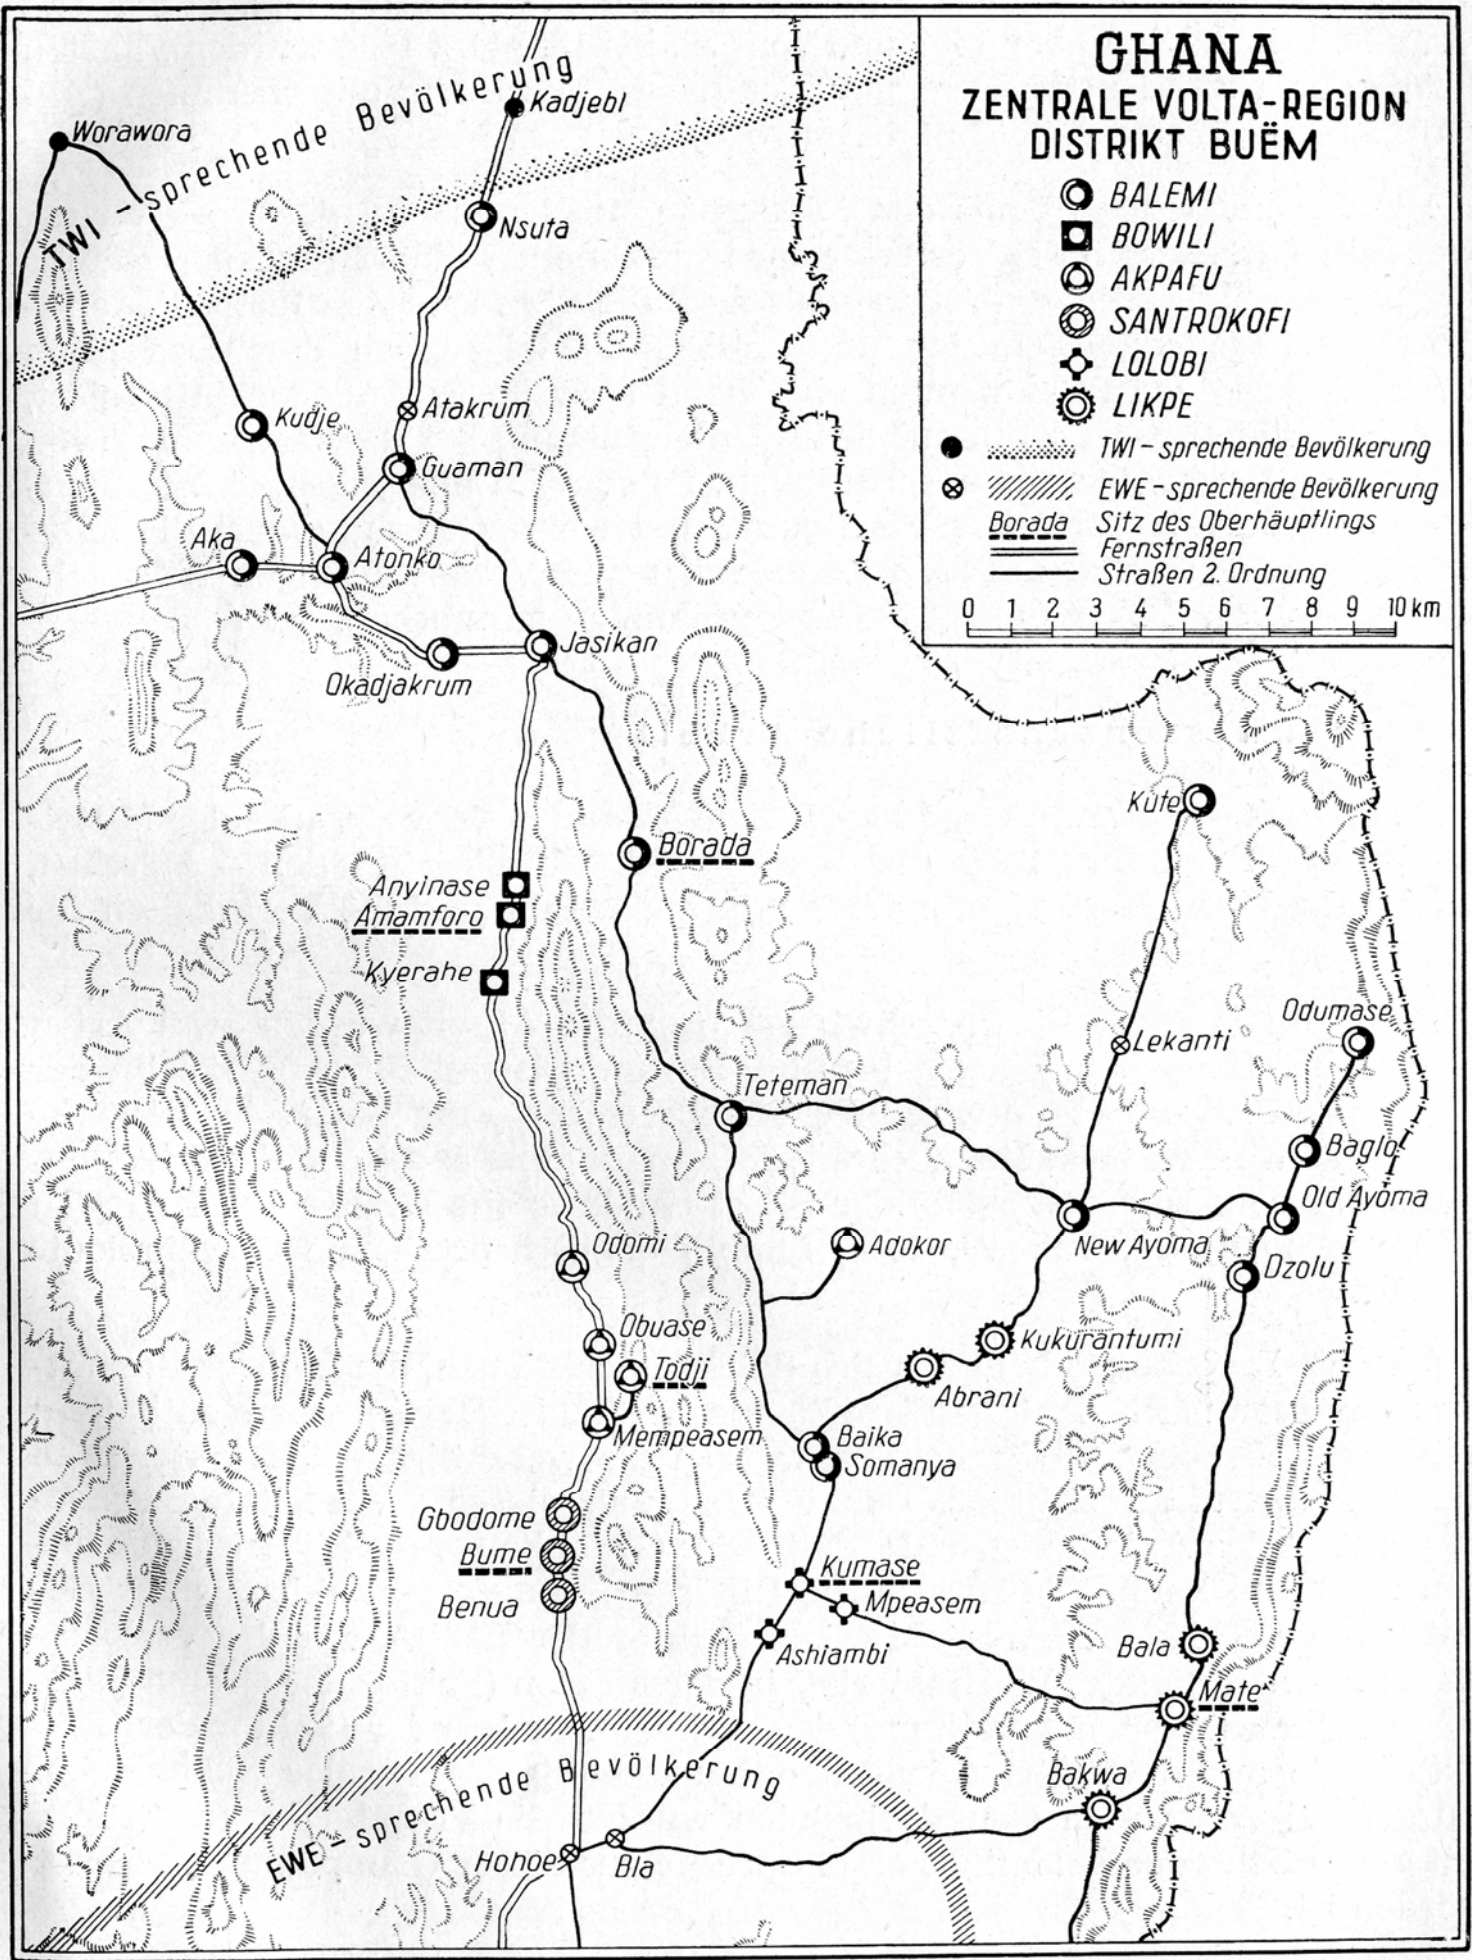 GHANA
ZENTRALE VOLTA-REGION
DISTRIKT BUËM
BALEMI
BOWILI
AKPAFU
SANTROKOFI
LOLOBI
LIKPE
TWI-sprechende Bevölkerung
EWE-sprechende Bevölkerung
Borada Sitz des Oberhäuptlings
Fernstraßen
Straßen 2. Ordnung
0 1 2 3 4 5 6 7 8 9 10 km
TWI-sprechende Bevölkerung
Kadjebl
Worawora
Nsuta
Atakrum
Kudje
Guaman
Aka
Atonko
Jasikan
Okadjakrum
Kute
Borada
Anyinase
Amamforo
Kyerahe
Odumase
Lekanti
Teteman
Baglo
Old Ayoma
New Ayoma
Odomi
Adokor
Dzolu
Obuase
Kukurantumi
Todji
Abrani
Mempeasem
Baika
Somanya
Gbodome
Bume
Kumase
Benua
Mpeasem
Ashiambi
Bala
Mate
Bakwa
EWE-sprechende Bevölkerung
Hohoe
Bla